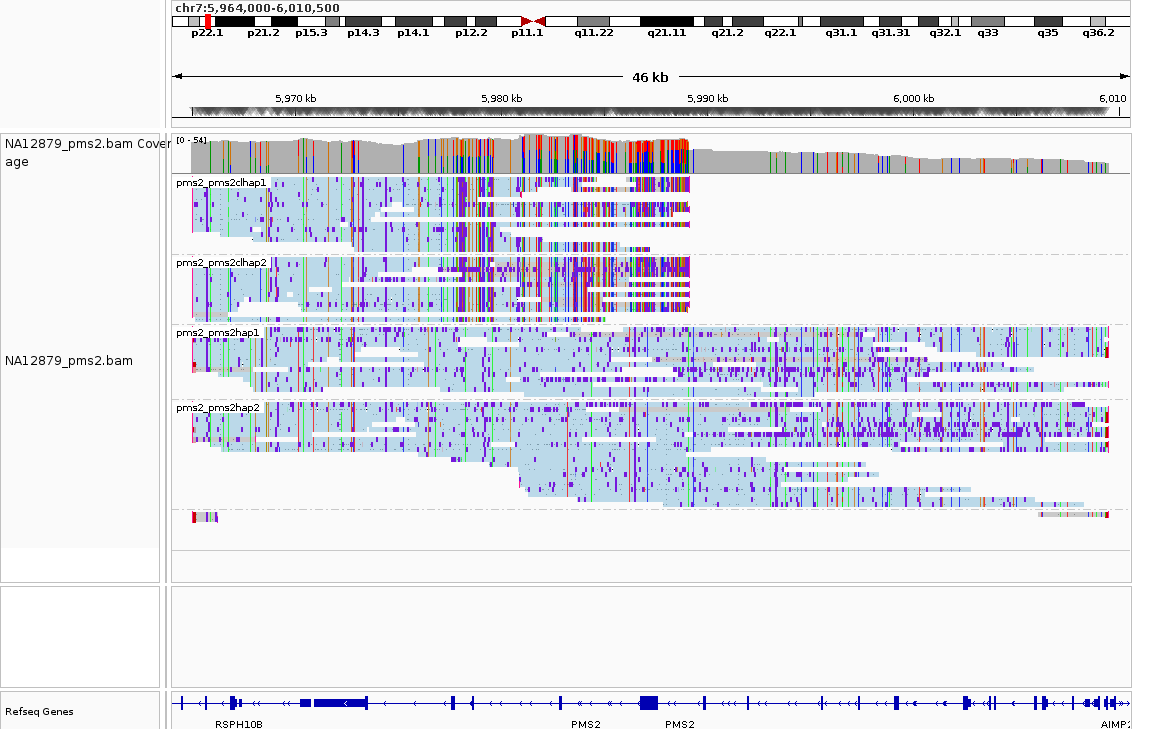 chr7:5,964,000-6,010,500
p22.1 p21.2 p15.3 p14.3 p14.1 p12.2 p11.1 q11.22 q21.11 q21.2 q22.1 q31.1 q31.31 q32.1 q33 q35 q36.2
46 kb
5,970 kb 5,980 kb 5,990 kb 6,000 kb 6,010
NA12879_pms2.bam Cover
age
[0 - 54]
pms2_pms2clhap1
pms2_pms2clhap2
pms2_pms2hap1
NA12879_pms2.bam
pms2_pms2hap2
Refseq Genes
RSPH10B PMS2 PMS2 AIMP2